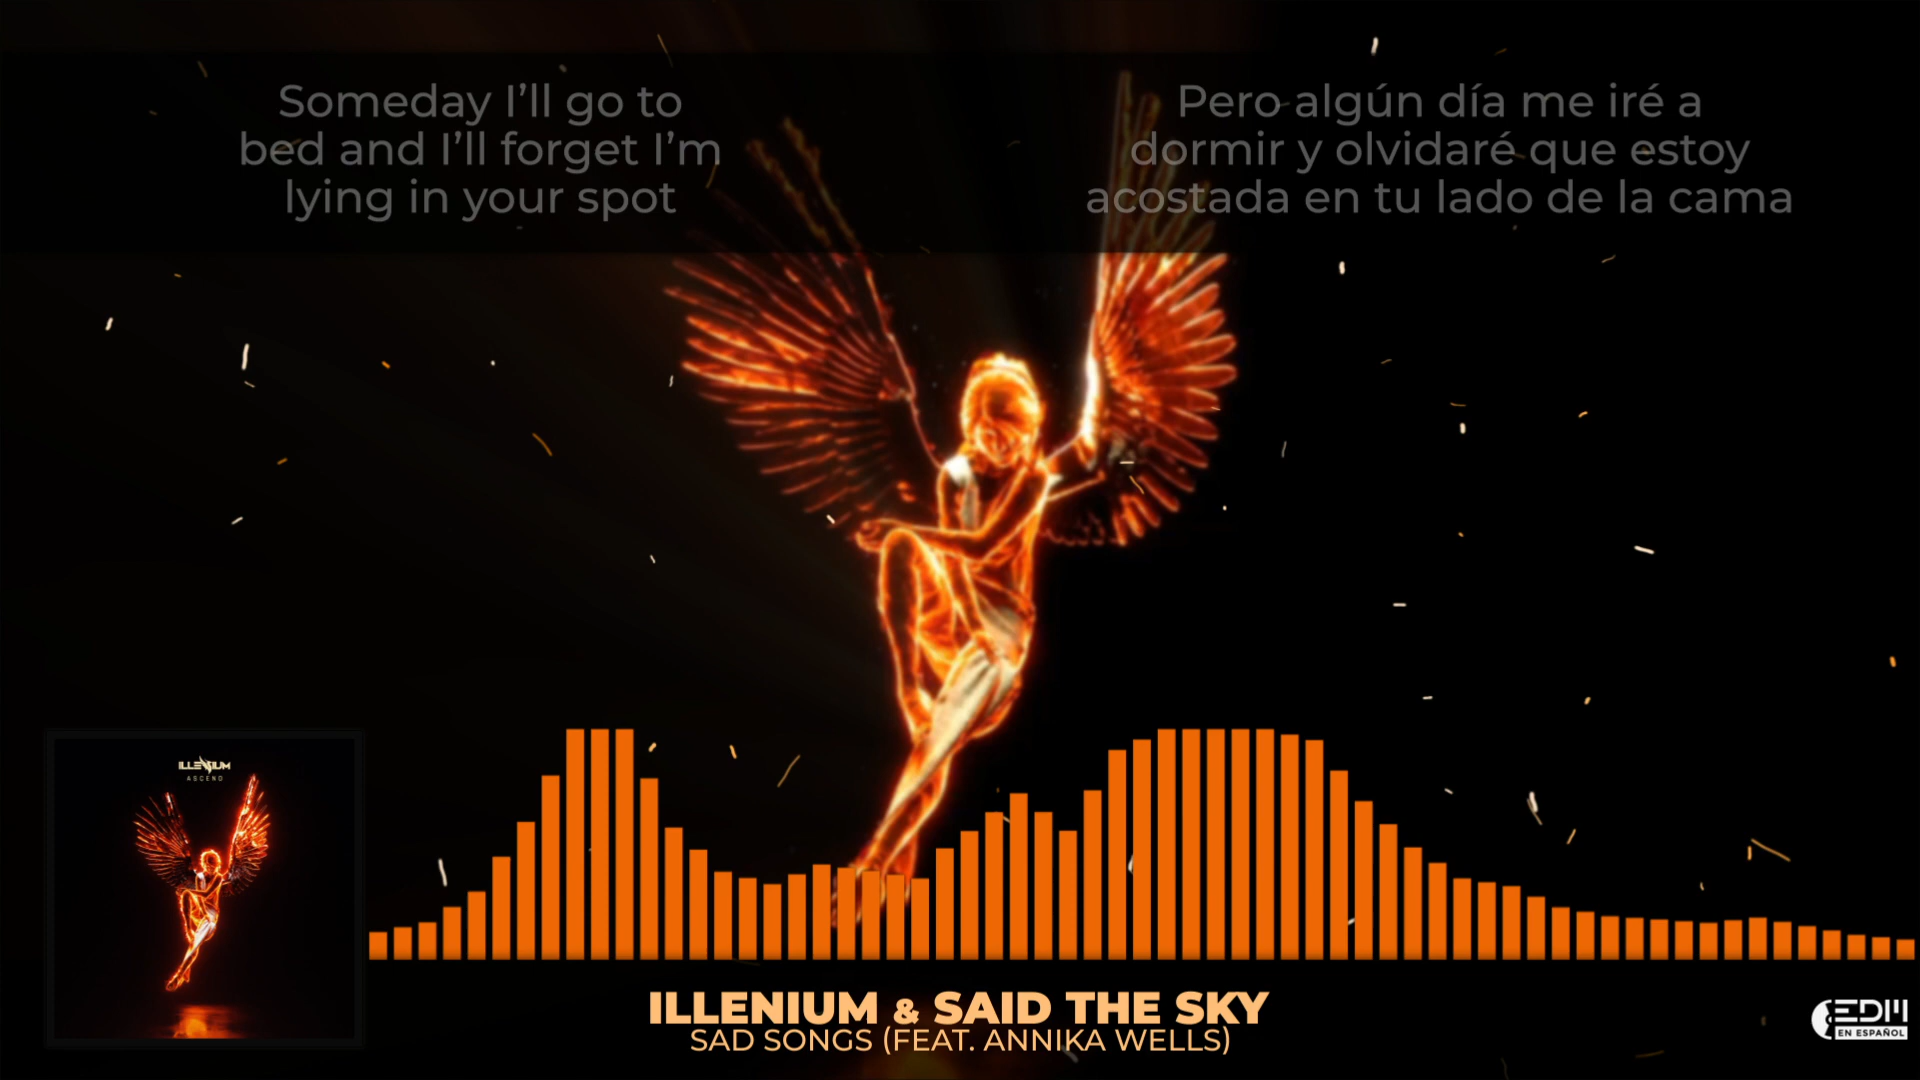 Someday I’ll go to
bed and I’ll forget I’m
lying in your spot
Pero algún día me iré a
dormir y olvidaré que estoy
acostada en tu lado de la cama
ILLENIUM
ASCEND
ILLENIUM & SAID THE SKY
SAD SONGS (FEAT. ANNIKA WELLS)
EDM
EN ESPAÑOL